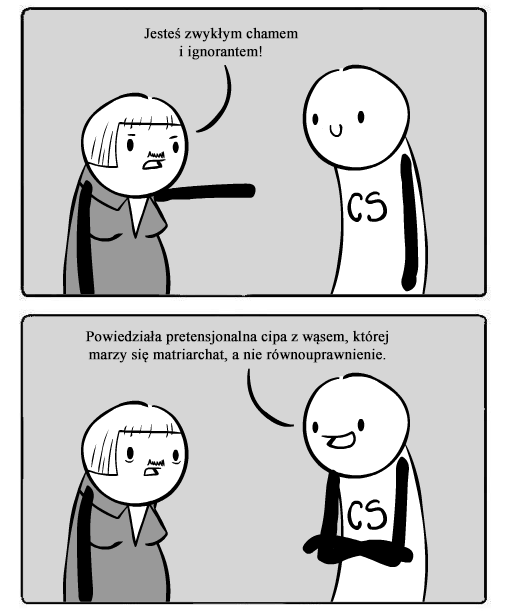 Jesteś zwykłym chamem
i ignorantem!
CS
Powiedziała pretensjonalna cipa z wąsem, której
marzy się matriarchat, a nie równouprawnienie.
CS